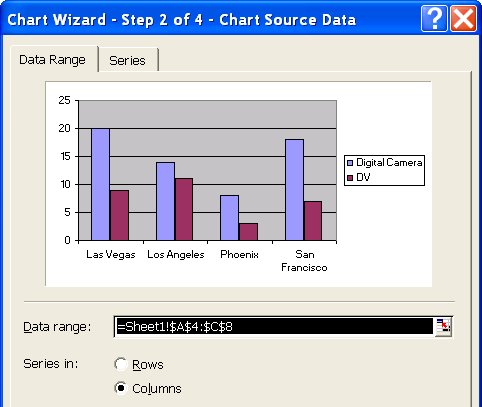 Chart Wizard - Step 2 of 4 - Chart Source Data
Data Range
Series
25
20
15
10
5
0
Las Vegas
Los Angeles
Phoenix
San
Francisco
Digital Camera
DV
Data range:
=Sheet1!$A$4:$C$8
Series in:
Rows
Columns